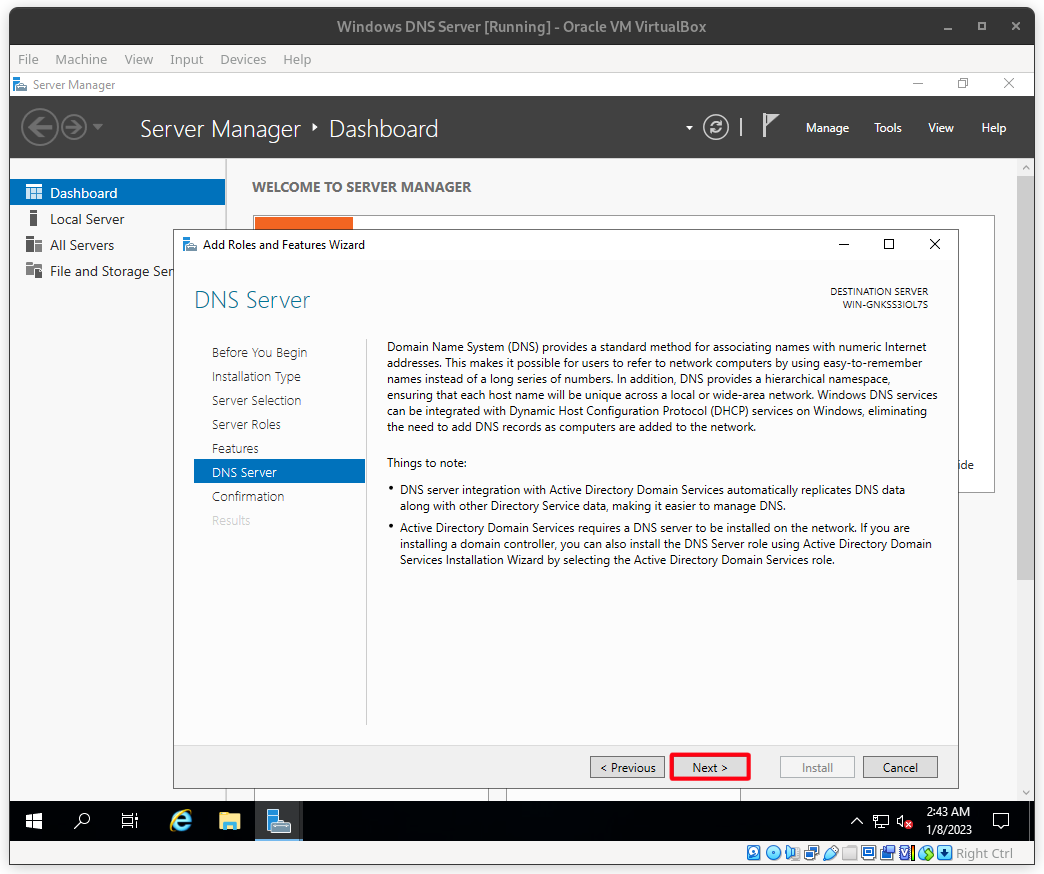 Windows DNS Server [Running] - Oracle VM VirtualBox
File Machine View Input Devices Help
Server Manager
Server Manager Dashboard
Manage Tools View Help
Dashboard
Local Server
All Servers
File and Storage Ser
WELCOME TO SERVER MANAGER
Add Roles and Features Wizard
DNS Server
DESTINATION SERVER
WIN-GNKSS3IOL7S
Before You Begin
Installation Type
Server Selection
Server Roles
Features
DNS Server
Confirmation
Results
Domain Name System (DNS) provides a standard method for associating names with numeric Internet
addresses. This makes it possible for users to refer to network computers by using easy-to-remember
names instead of a long series of numbers. In addition, DNS provides a hierarchical namespace,
ensuring that each host name will be unique across a local or wide-area network. Windows DNS services
can be integrated with Dynamic Host Configuration Protocol (DHCP) services on Windows, eliminating
the need to add DNS records as computers are added to the network.
Things to note:
• DNS server integration with Active Directory Domain Services automatically replicates DNS data
along with other Directory Service data, making it easier to manage DNS.
• Active Directory Domain Services requires a DNS server to be installed on the network. If you are
installing a domain controller, you can also install the DNS Server role using Active Directory Domain
Services Installation Wizard by selecting the Active Directory Domain Services role.
ide
< Previous Next > Install Cancel
2:43 AM
1/8/2023
Right Ctrl